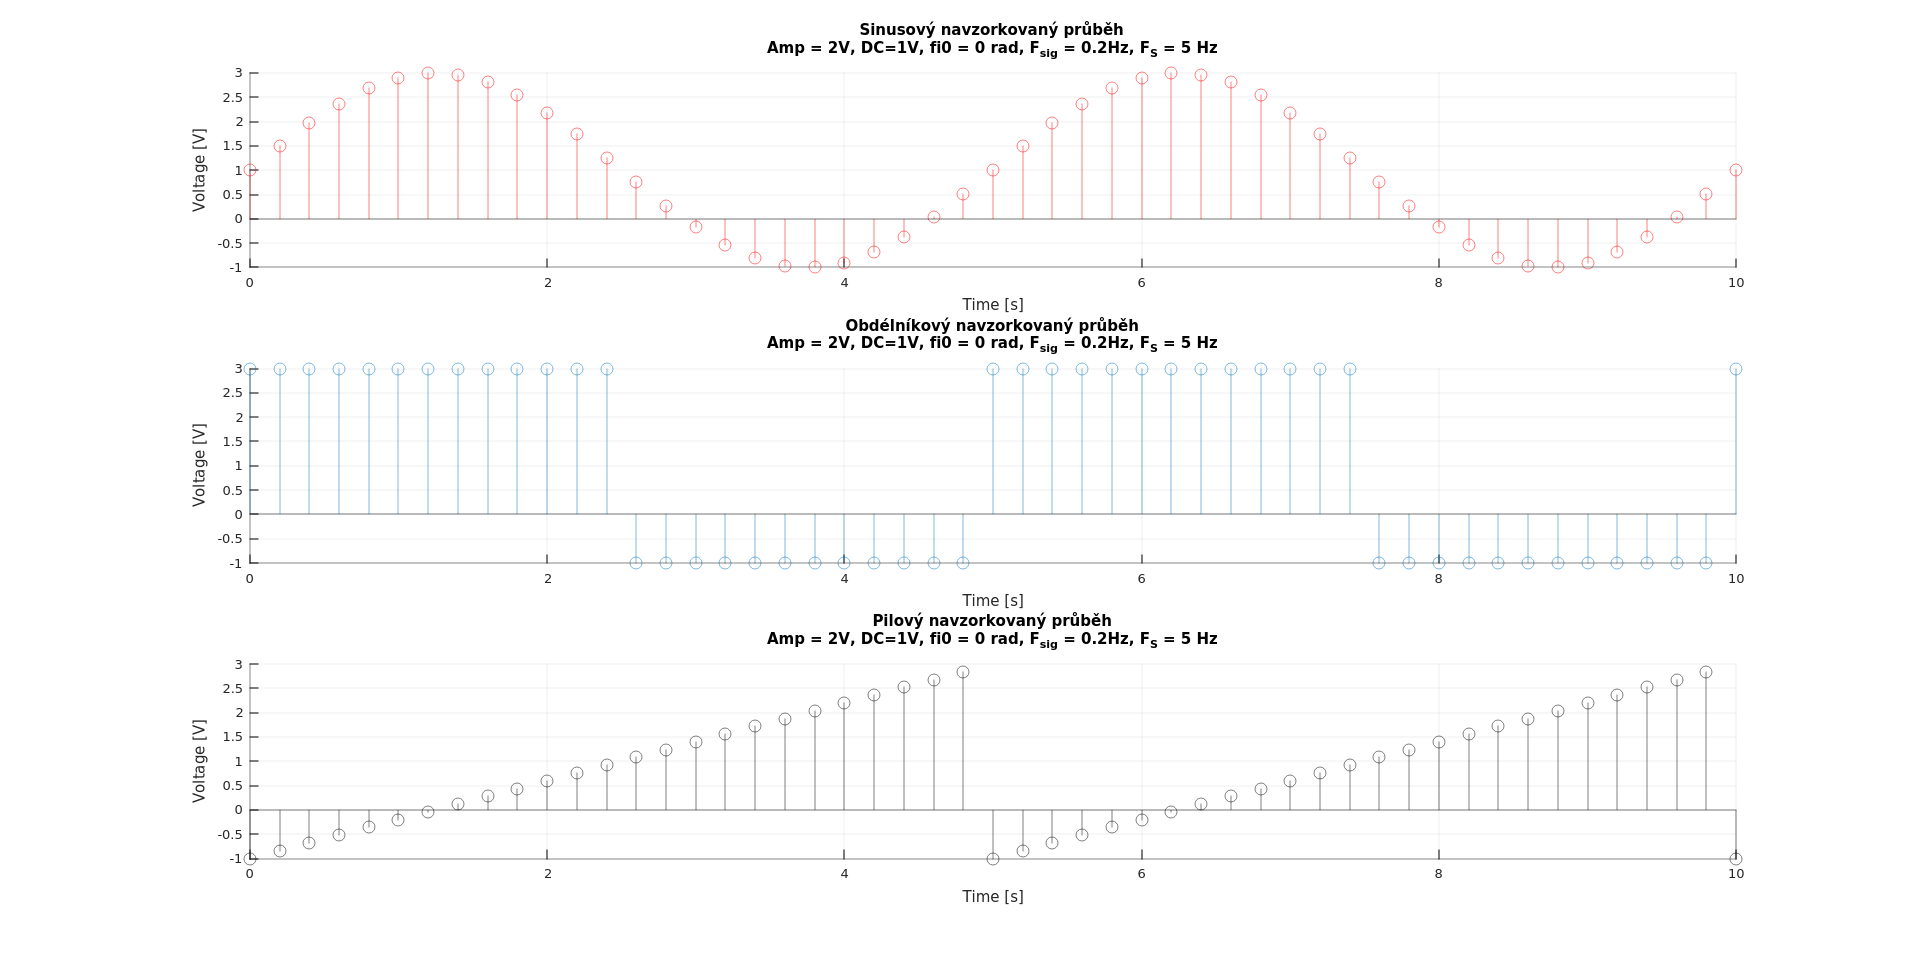 Sinusový navzorkovaný průběh
Amp = 2V, DC=1V, fi0 = 0 rad, Fsig = 0.2Hz, FS = 5 Hz
Voltage [V]
3
2.5
2
1.5
1
0.5
0
-0.5
-1
0 2 4 6 8 10
Time [s]
Obdélníkový navzorkovaný průběh
Amp = 2V, DC=1V, fi0 = 0 rad, Fsig = 0.2Hz, FS = 5 Hz
Voltage [V]
3
2.5
2
1.5
1
0.5
0
-0.5
-1
0 2 4 6 8 10
Time [s]
Pilový navzorkovaný průběh
Amp = 2V, DC=1V, fi0 = 0 rad, Fsig = 0.2Hz, FS = 5 Hz
Voltage [V]
3
2.5
2
1.5
1
0.5
0
-0.5
-1
0 2 4 6 8 10
Time [s]